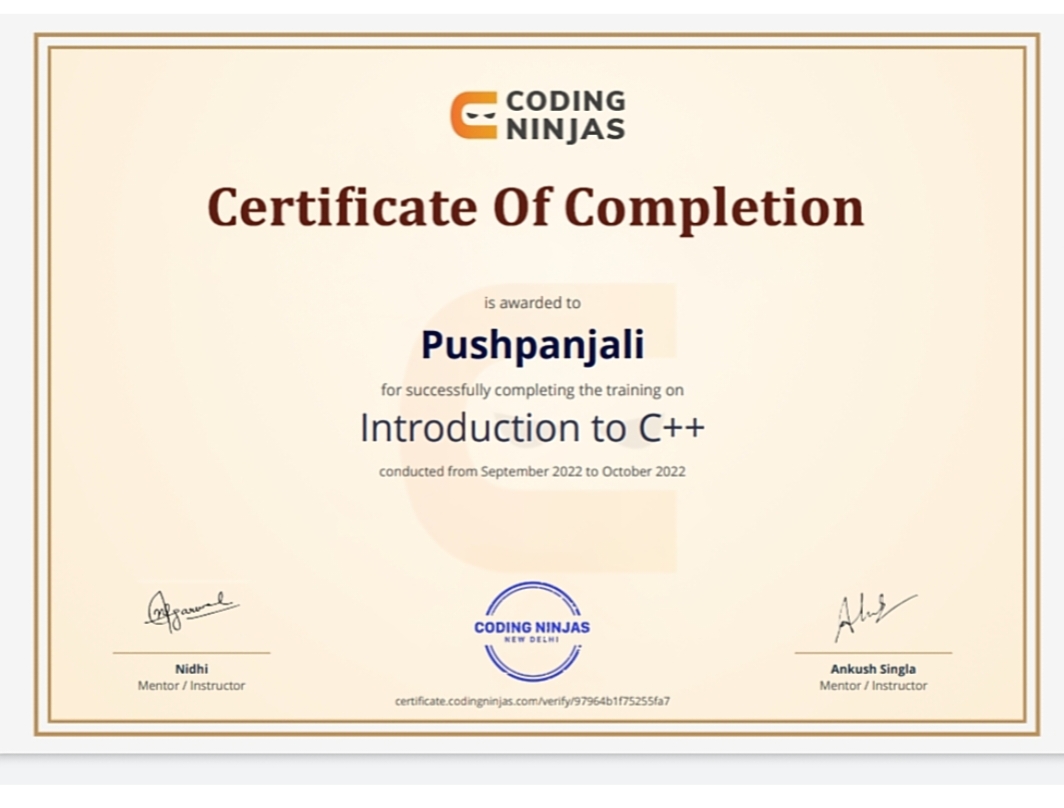 CODING
NINJAS
Certificate Of Completion
is awarded to
Pushpanjali
for successfully completing the training on
Introduction to C++
conducted from September 2022 to October 2022
CODING NINJAS
NEW DELHI
Nidhi
Mentor / Instructor
Ankush Singla
Mentor / Instructor
certificate.codingninjas.com/verify/97964b1f75255fa7